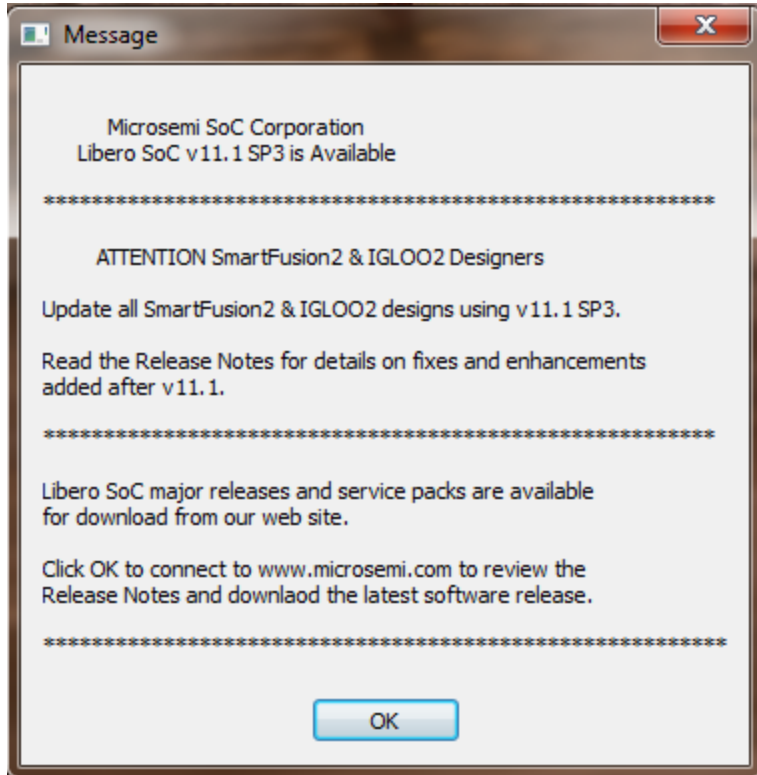 Message
Microsemi SoC Corporation
Libero SoC v11.1 SP3 is Available
********************************************************
ATTENTION SmartFusion2 & IGLOO2 Designers
Update all SmartFusion2 & IGLOO2 designs using v11.1 SP3.
Read the Release Notes for details on fixes and enhancements
added after v11.1.
********************************************************
Libero SoC major releases and service packs are available
for download from our web site.
Click OK to connect to www.microsemi.com to review the
Release Notes and downlaod the latest software release.
*********************************************************
OK